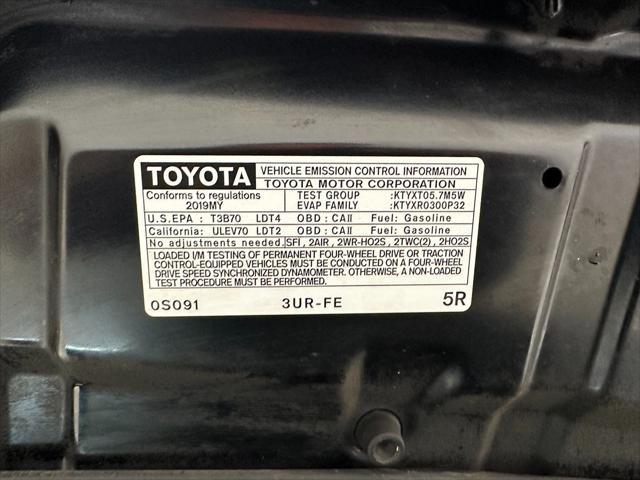 TOYOTA VEHICLE EMISSION CONTROL INFORMATION
TOYOTA MOTOR CORPORATION
Conforms to regulations TEST GROUP :KTYXT05.7M5W
2019MY EVAP FAMILY :KTYXR0300P32
U.S.EPA : T3B70 LDT4 OBD : CAII Fuel: Gasoline
California: ULEV70 LDT2 OBD : CAII Fuel: Gasoline
No adjustments needed. SFI , 2AIR , 2WR-HO2S , 2TWC(2) , 2HO2S
LOADED I/M TESTING OF PERMANENT FOUR-WHEEL DRIVE OR TRACTION
CONTROL-EQUIPPED VEHICLES MUST BE CONDUCTED ON A FOUR-WHEEL
DRIVE SPEED SYNCHRONIZED DYNAMOMETER. OTHERWISE, A NON-LOADED
TEST PROCEDURE MUST BE PERFORMED.
0S091 3UR-FE 5R